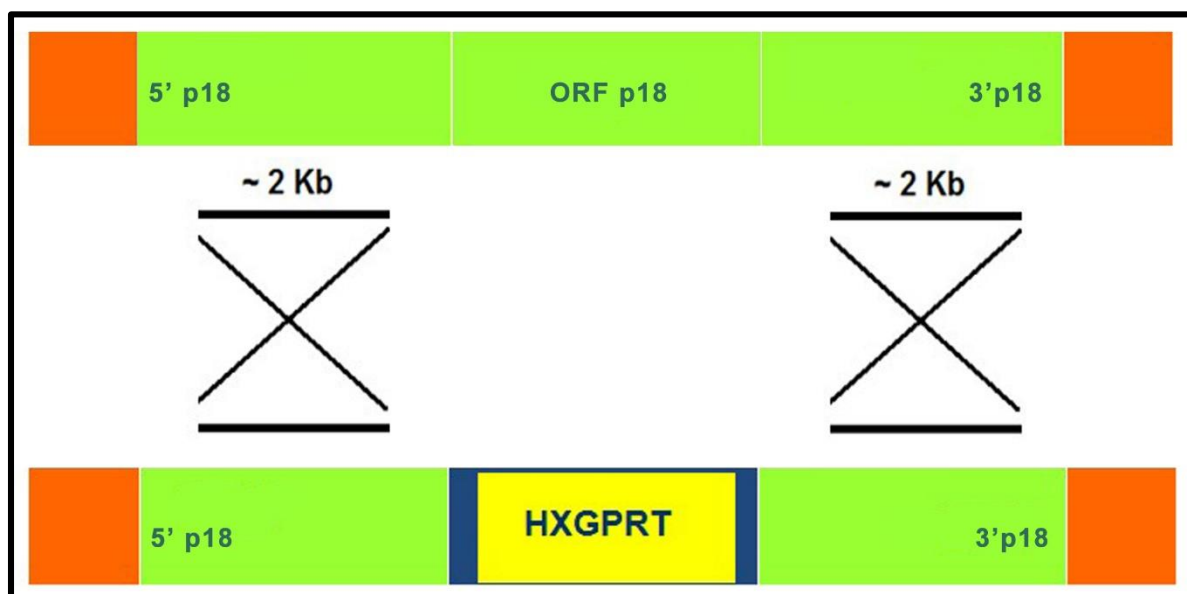 5’ p18 ORF p18 3’p18
~ 2 Kb ~ 2 Kb
HXGPRT
5’ p18 3’p18